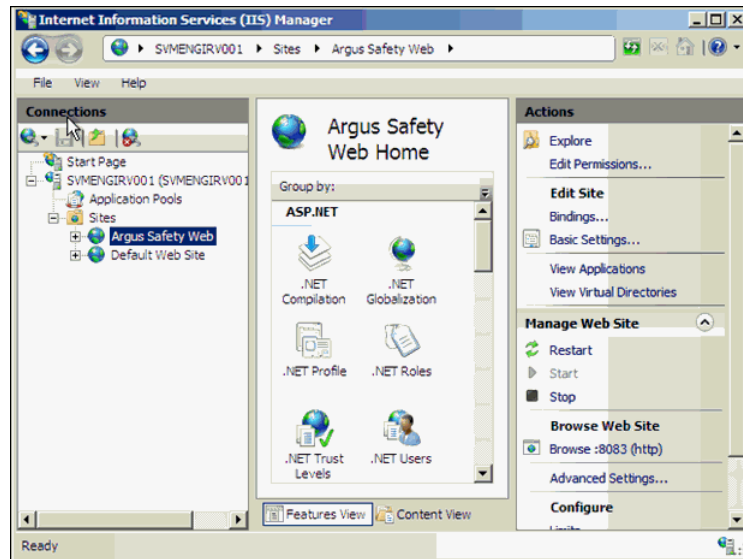 Internet Information Services (IIS) Manager
SVMENGIRV001 Sites Argus Safety Web
File View Help
Connections
Start Page
SVMENGIRV001 (SVMENGIRV001
Application Pools
Sites
Argus Safety Web
Default Web Site
Argus Safety
Web Home
Group by:
ASP.NET
.NET
Compilation
.NET
Globalization
.NET Profile
.NET Roles
.NET Trust
Levels
.NET Users
Features View
Content View
Actions
Explore
Edit Permissions...
Edit Site
Bindings...
Basic Settings...
View Applications
View Virtual Directories
Manage Web Site
Restart
Start
Stop
Browse Web Site
Browse :8083 (http)
Advanced Settings...
Configure
Limits
Ready